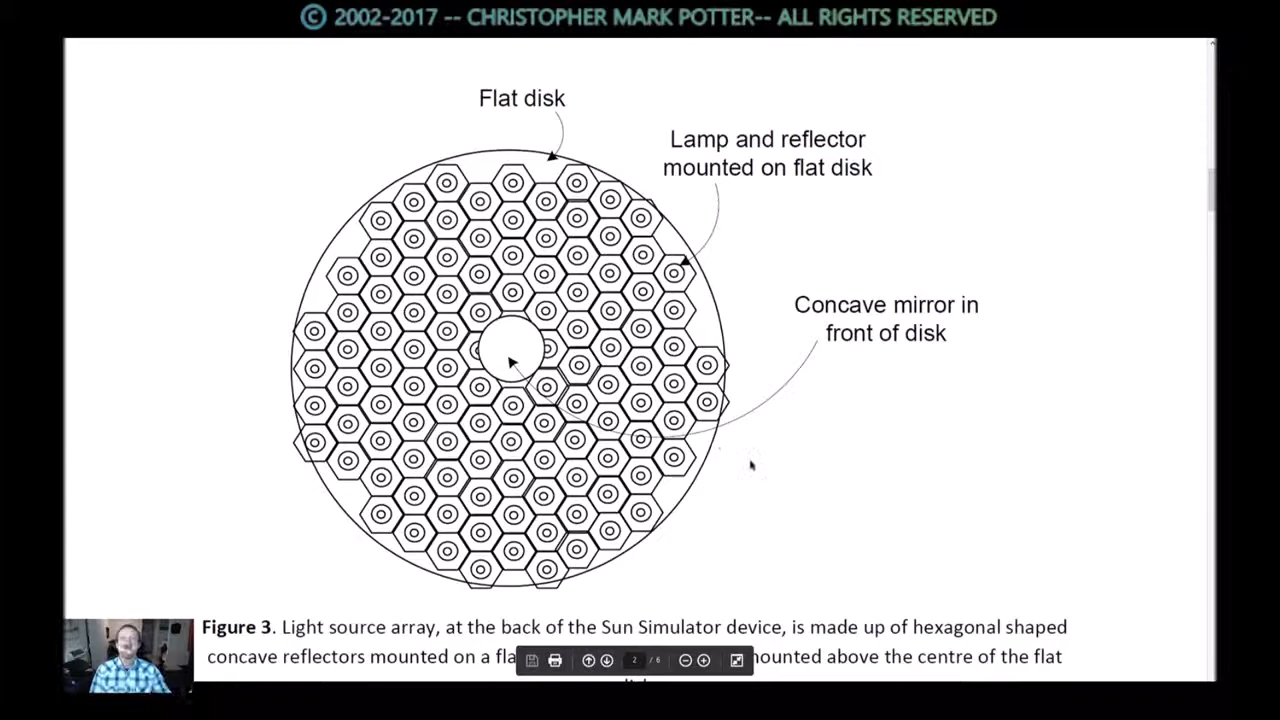 © 2002-2017 -- CHRISTOPHER MARK POTTER-- ALL RIGHTS RESERVED
Flat disk
Lamp and reflector
mounted on flat disk
Concave mirror in
front of disk
Figure 3. Light source array, at the back of the Sun Simulator device, is made up of hexagonal shaped
concave reflectors mounted on a fla
2 / 6
mounted above the centre of the flat